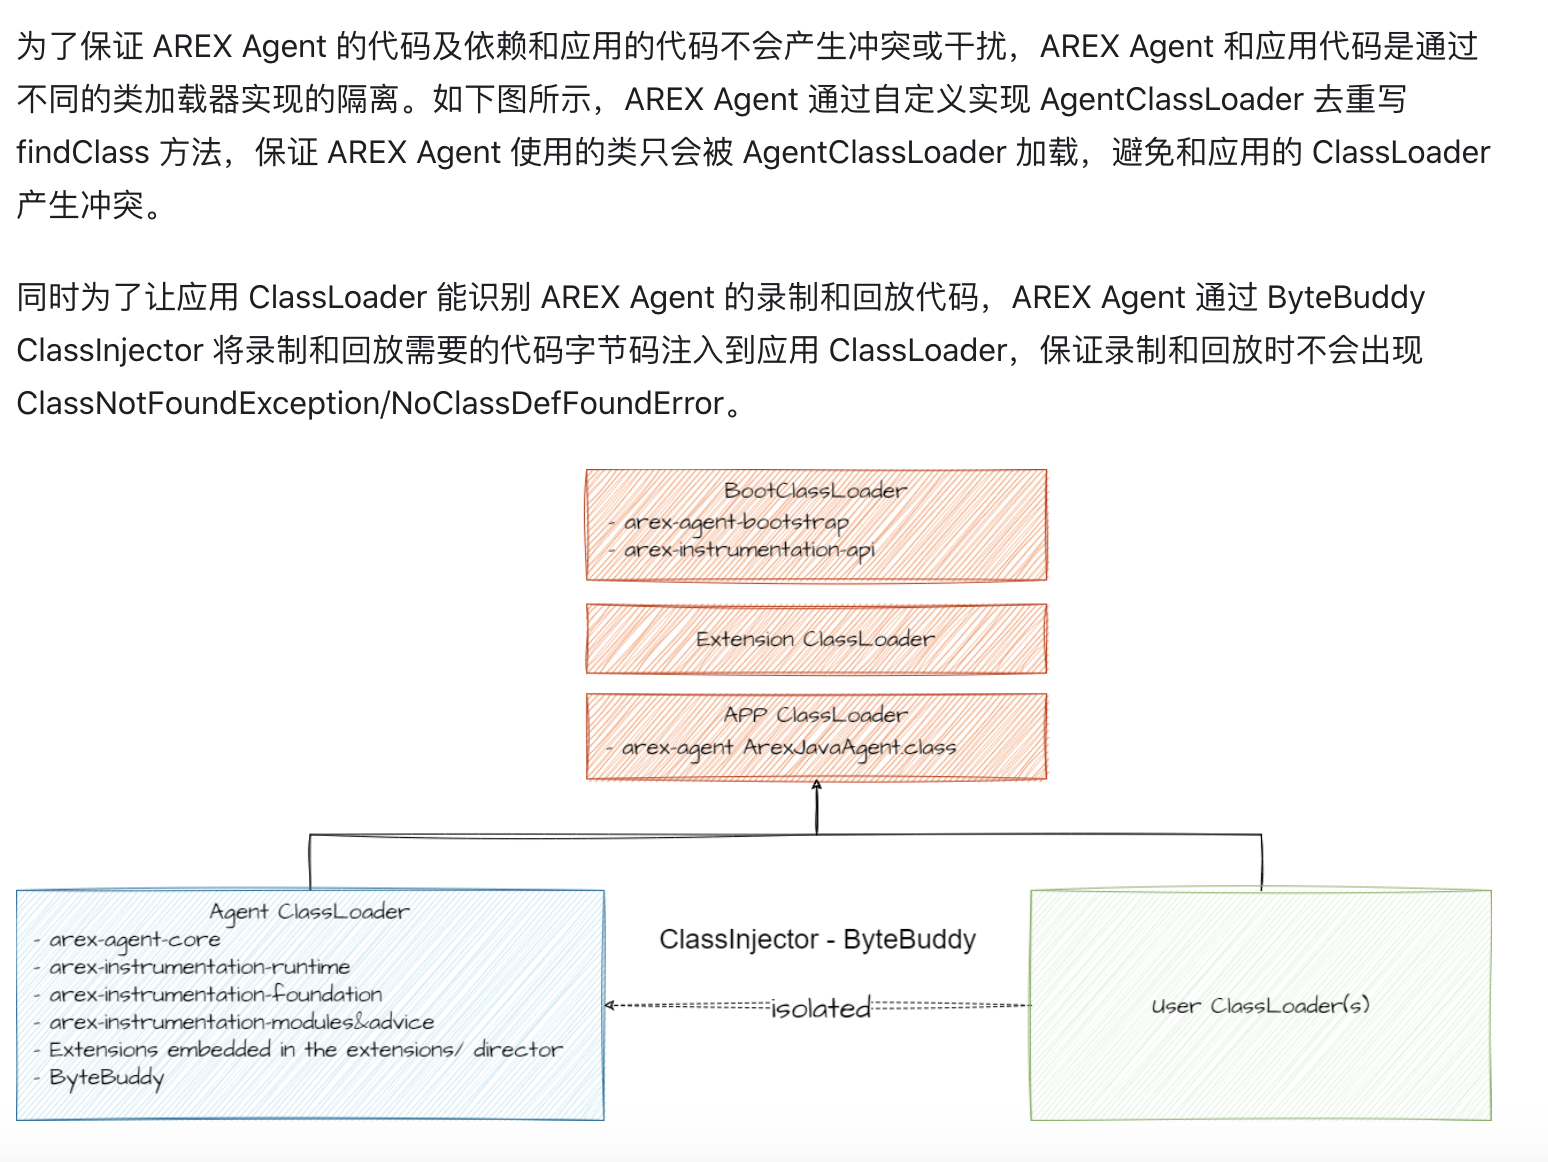 为了保证 AREX Agent 的代码及依赖和应用的代码不会产生冲突或干扰，AREX Agent 和应用代码是通过
不同的类加载器实现的隔离。如下图所示，AREX Agent 通过自定义实现 AgentClassLoader 去重写
findClass 方法，保证 AREX Agent 使用的类只会被 AgentClassLoader 加载，避免和应用的 ClassLoader
产生冲突。
同时为了让应用 ClassLoader 能识别 AREX Agent 的录制和回放代码，AREX Agent 通过 ByteBuddy
ClassInjector 将录制和回放需要的代码字节码注入到应用 ClassLoader，保证录制和回放时不会出现
ClassNotFoundException/NoClassDefFoundError。
BootClassLoader
- arex-agent-bootstrap
- arex-instrumentation-api
Extension ClassLoader
APP ClassLoader
- arex-agent ArexJavaAgent.class
Agent ClassLoader
- arex-agent-core
- arex-instrumentation-runtime
- arex-instrumentation-foundation
- arex-instrumentation-modules&advice
- Extensions embedded in the extensions/ director
- ByteBuddy
ClassInjector - ByteBuddy
isolated
User ClassLoader(s)